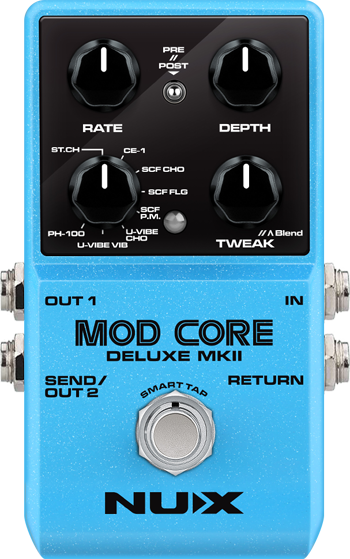 PRE
//
POST
RATE
DEPTH
ST.CH
CE-1
SCF CHO
SCF FLG
SCF
P.M.
U-VIBE
CHO
U-VIBE VIB
PH-100
//Λ Blend
TWEAK
OUT 1
IN
MOD CORE
DELUXE MKII
SEND/
OUT 2
RETURN
SMART TAP
NUX